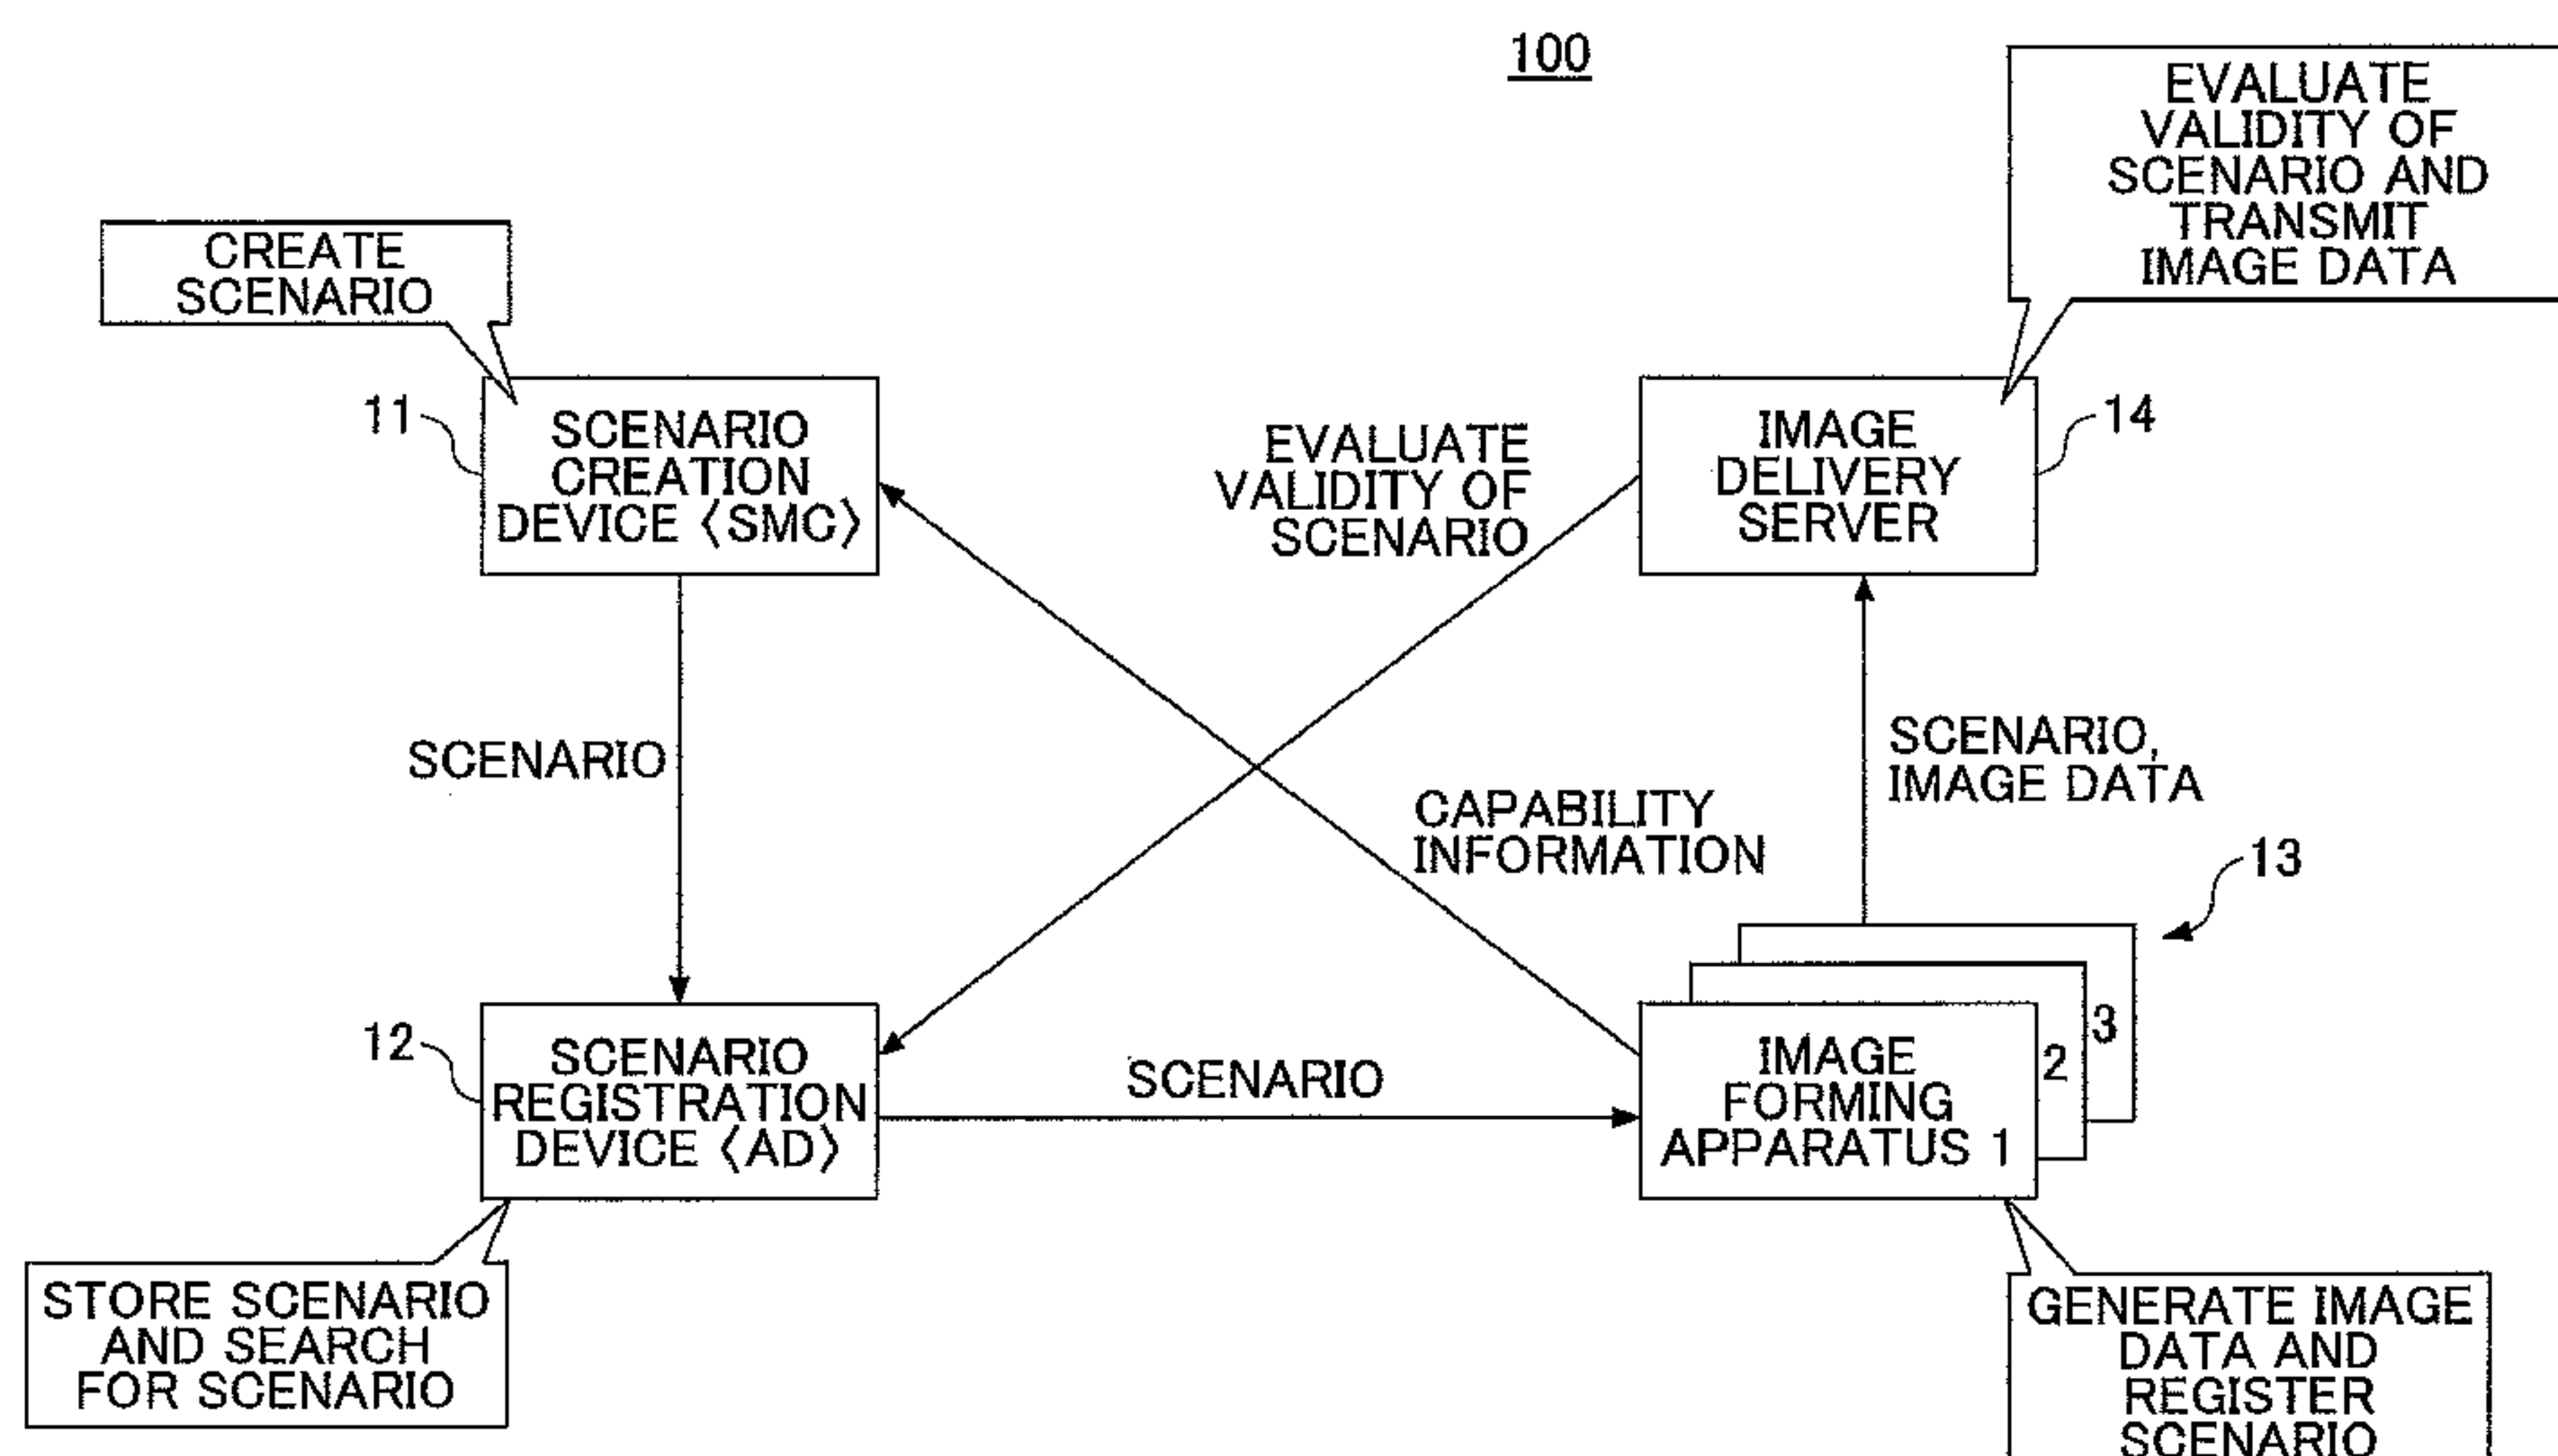 100
EVALUATE
VALIDITY OF
SCENARIO AND
TRANSMIT
IMAGE DATA
CREATE
SCENARIO
11
SCENARIO
CREATION
DEVICE 〈SMC〉
EVALUATE
VALIDITY OF
SCENARIO
IMAGE
DELIVERY
SERVER
14
SCENARIO
SCENARIO,
IMAGE DATA
CAPABILITY
INFORMATION
13
12
SCENARIO
REGISTRATION
DEVICE 〈AD〉
SCENARIO
IMAGE
FORMING
APPARATUS 1
2
3
STORE SCENARIO
AND SEARCH
FOR SCENARIO
GENERATE IMAGE
DATA AND
REGISTER
SCENARIO